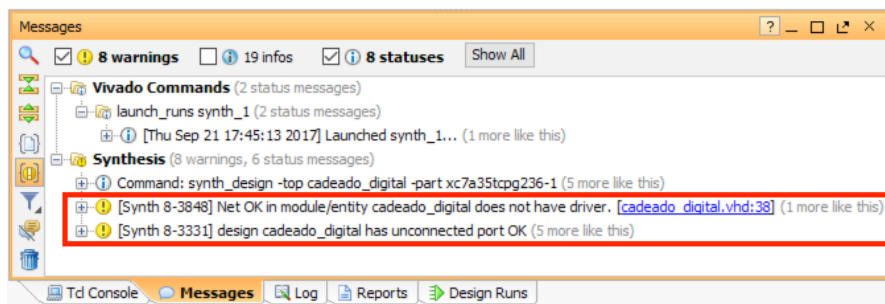 Messages
?
8 warnings 19 infos 8 statuses Show All
Vivado Commands (2 status messages)
launch_runs synth_1 (2 status messages)
[Thu Sep 21 17:45:13 2017] Launched synth_1... (1 more like this)
Synthesis (8 warnings, 6 status messages)
Command: synth_design -top cadeado_digital -part xc7a35tcpg236-1 (5 more like this)
[Synth 8-3848] Net OK in module/entity cadeado_digital does not have driver. [cadeado_digital.vhd:38] (1 more like this)
[Synth 8-3331] design cadeado_digital has unconnected port OK (5 more like this)
Tcl Console Messages Log Reports Design Runs